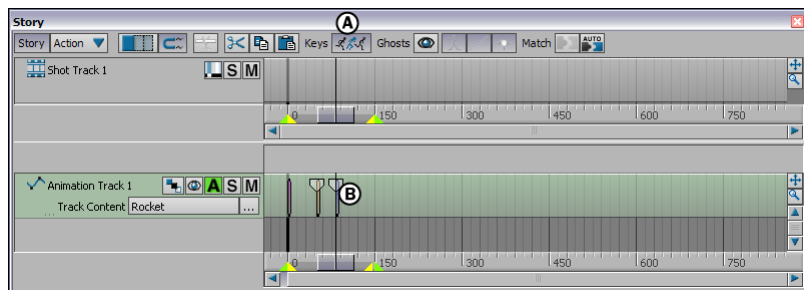 Story
A
Story Action Keys Ghosts Match AUTO
Shot Track 1 S M
0 150 300 450 600 750
Animation Track 1 A S M
B
Track Content Rocket ...
0 150 300 450 600 750